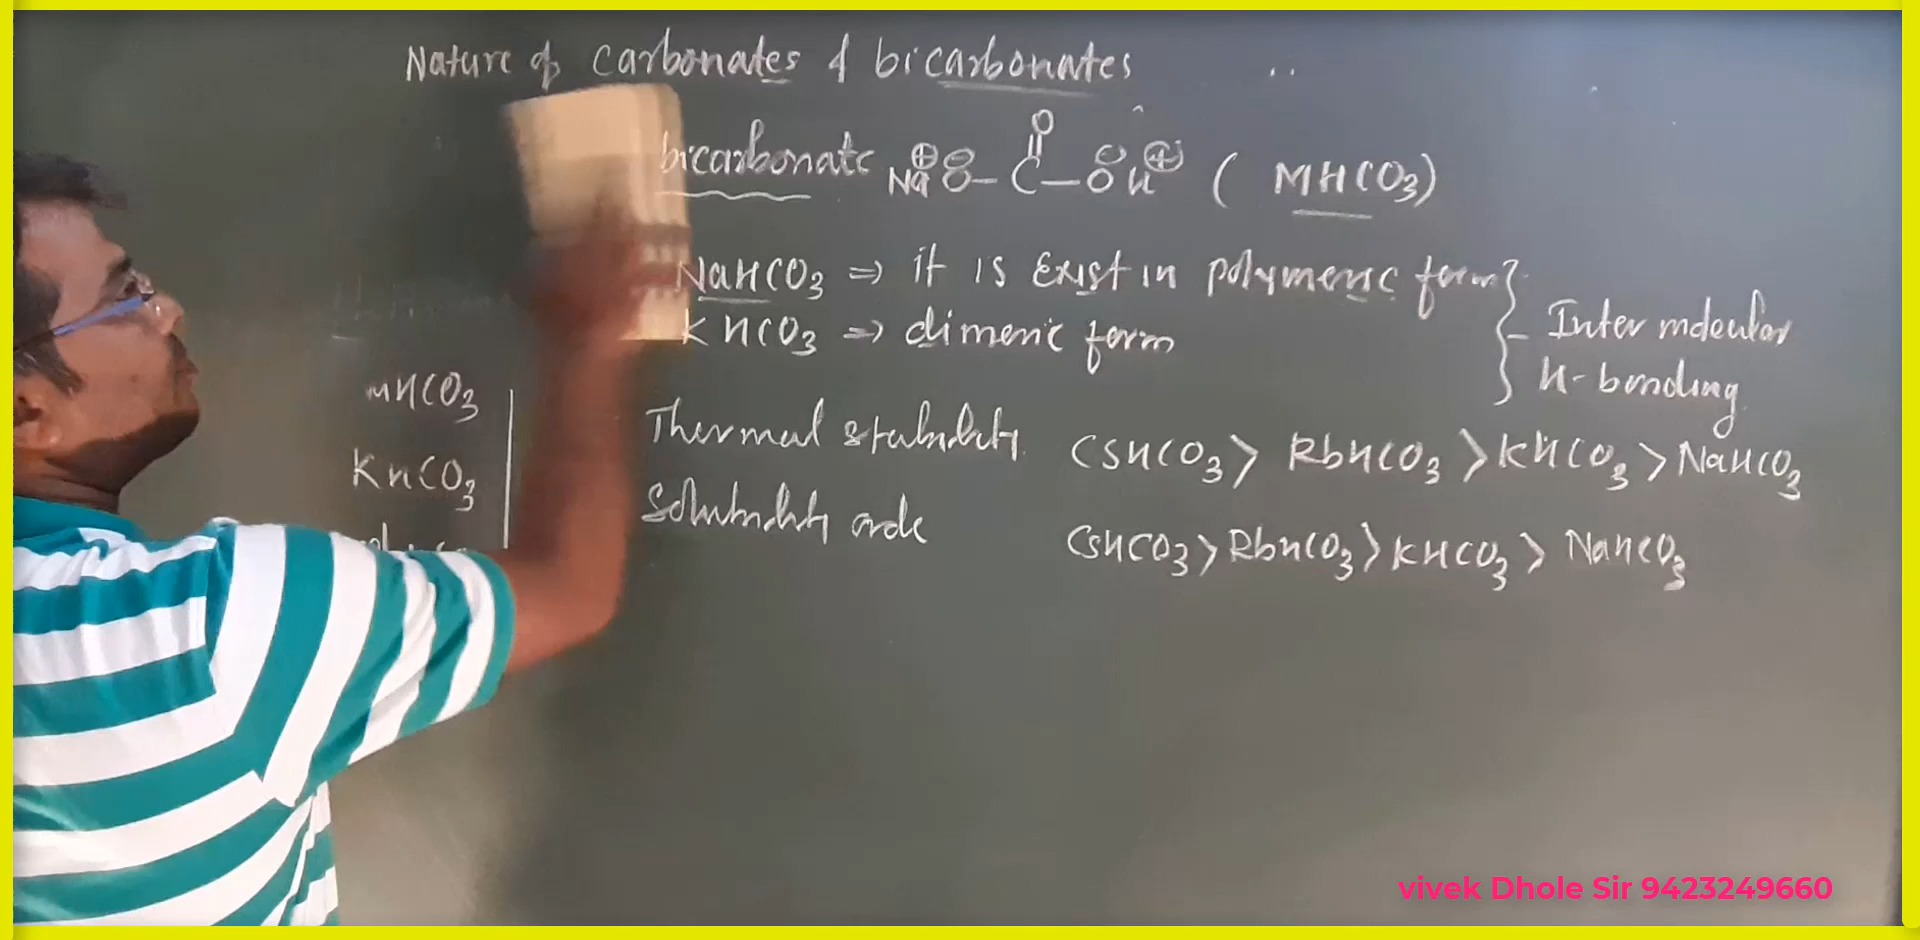 Nature of carbonates & bicarbonates
bicarbonate Na⊕ ⊖O-C(=O)-O⊖ H⊕ ( MHCO3)
NaHCO3 ⇒ it is Exist in polymeric form
KHCO3 ⇒ dimeric form
} - Inter molecular
H-bonding
MHCO3
KHCO3
Thermal stability CsHCO3 > RbHCO3 > KHCO3 > NaHCO3
Solubility orde CsHCO3 > RbHCO3 > KHCO3 > NaHCO3
vivek Dhole Sir 9423249660